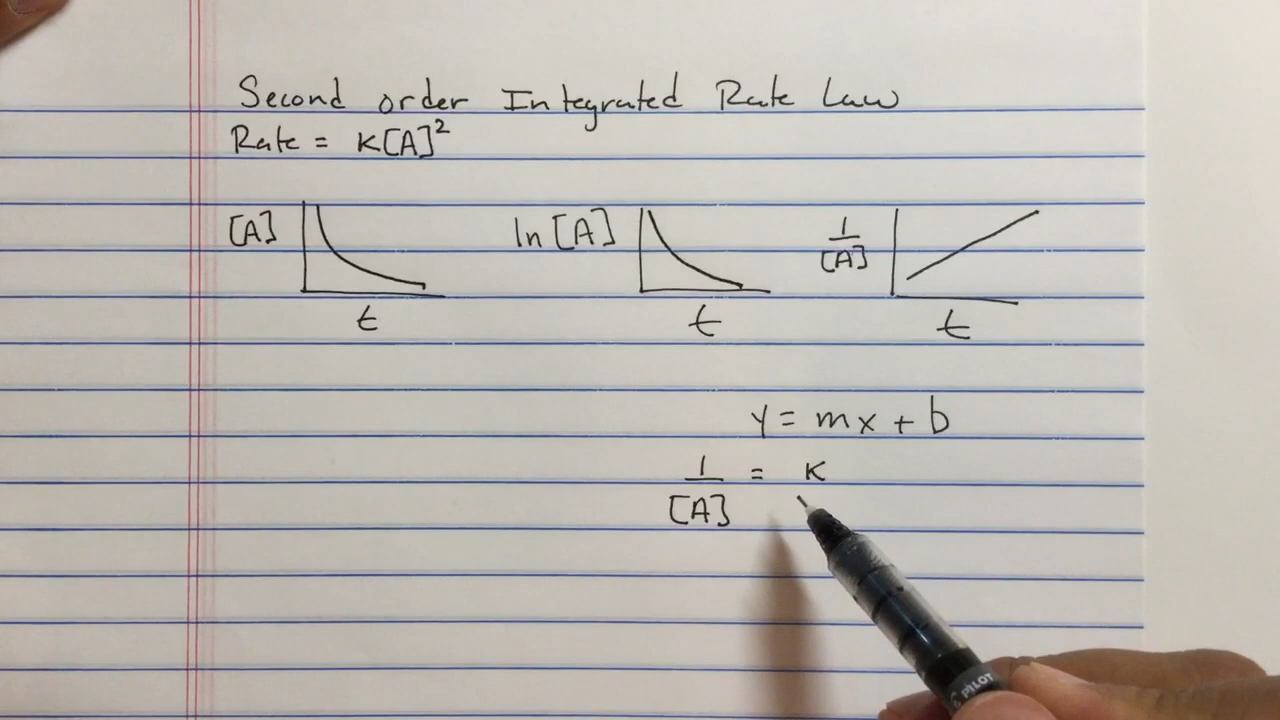 Second order Integrated Rate Law
Rate = K[A]²
[A]
t
ln [A]
t
1/[A]
t
y = mx + b
1/[A] = K
PILOT